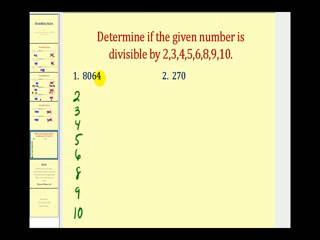 Determine if the given number is
divisible by 2,3,4,5,6,8,9,10.
1. 8064 2. 270
2
3
4
5
6
8
9
10